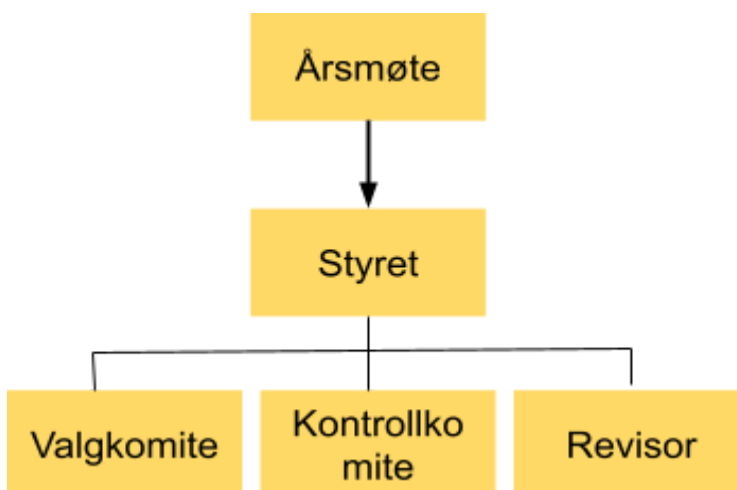 Årsmøte
Styret
Valgkomite
Kontrollko
mite
Revisor